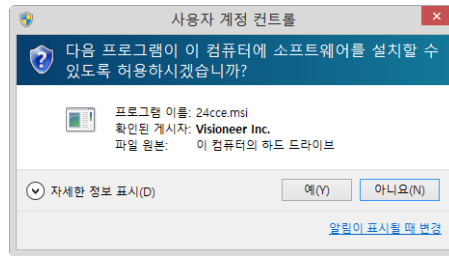 사용자 계정 컨트롤
다음 프로그램이 이 컴퓨터에 소프트웨어를 설치할 수
있도록 허용하시겠습니까?
프로그램 이름: 24cce.msi
확인된 게시자: Visioneer Inc.
파일 원본: 이 컴퓨터의 하드 드라이브
자세한 정보 표시(D) 예(Y) 아니요(N)
알림이 표시될 때 변경